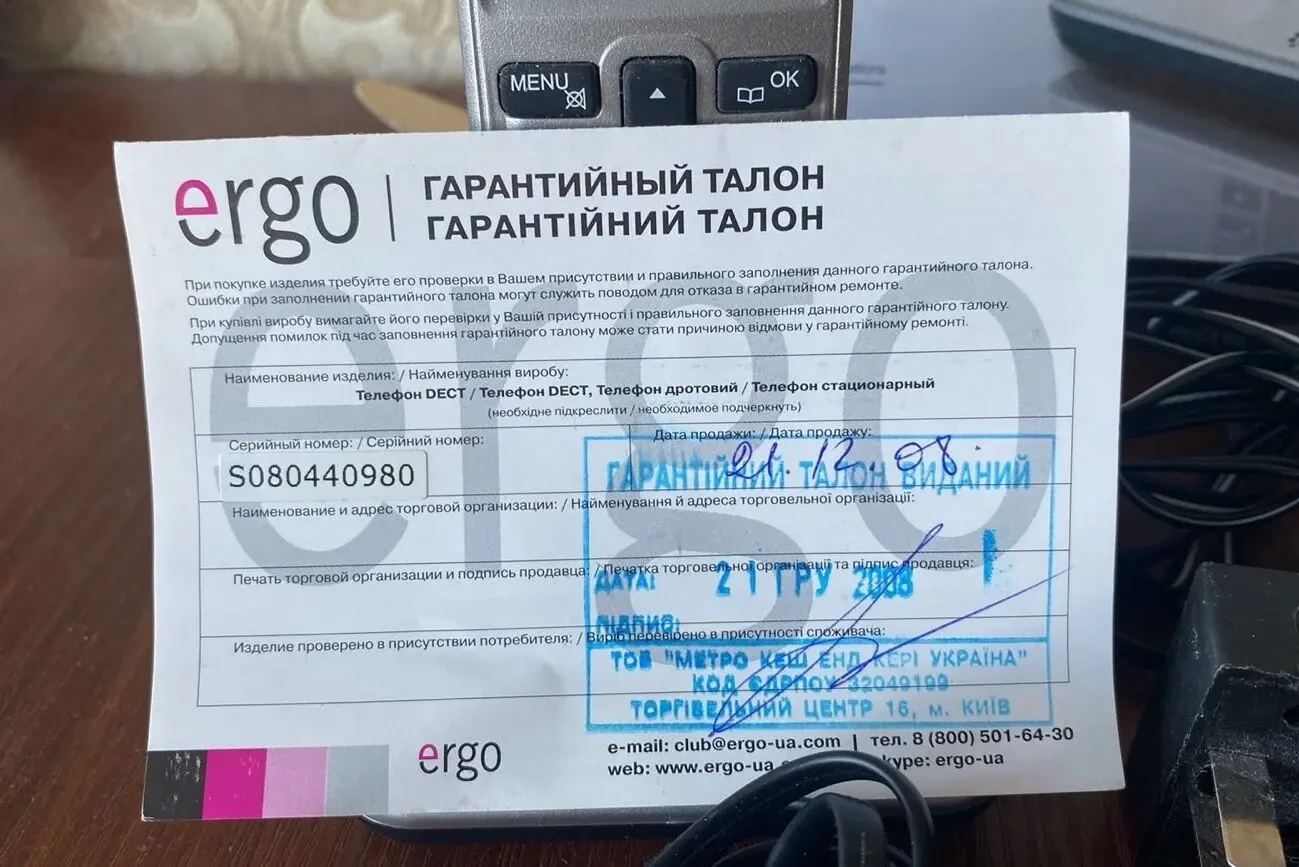 MENU
OK
ergo
ГАРАНТИЙНЫЙ ТАЛОН
ГАРАНТІЙНИЙ ТАЛОН
При покупке изделия требуйте его проверки в Вашем присутствии и правильного заполнения данного гарантийного талона.
Ошибки при заполнении гарантийного талона могут служить поводом для отказа в гарантийном ремонте.
При купівлі виробу вимагайте його перевірки у Вашій присутності і правильного заповнення данного гарантійного талону.
Допущення помилок під час заповнення гарантійного талону може стати причиною відмови у гарантійному ремонті.
ergo
Наименование изделия: / Найменування виробу:
Телефон DECT / Телефон DECT, Телефон дротовий / Телефон стационарный
(необхідне підкреслити / необходимое подчеркнуть)
Серийный номер: / Серійний номер:
Дата продажи: / Дата продажу:
21.12.08.
S080440980
ГАРАНТІЙНИЙ ТАЛОН ВИДАНИЙ
Наименование и адрес торговой организации: / Найменування й адреса торговельної організації:
Печать торговой организации и подпись продавца: / Печатка торговельної організації та підпис продавця:
ДАТА: 21 ГРУ 2008
ПІДПИС:
Изделие проверено в присутствии потребителя: / Виріб перевірено в присутності споживача:
ТОВ "МЕТРО КЕШ ЕНД КЕРІ УКРАЇНА"
КОД ЄДРПОУ 32049199
ТОРГІВЕЛЬНИЙ ЦЕНТР 16, м. КИЇВ
ergo
e-mail: club@ergo-ua.com | тел. 8 (800) 501-64-30
web: www.ergo-ua.c kype: ergo-ua